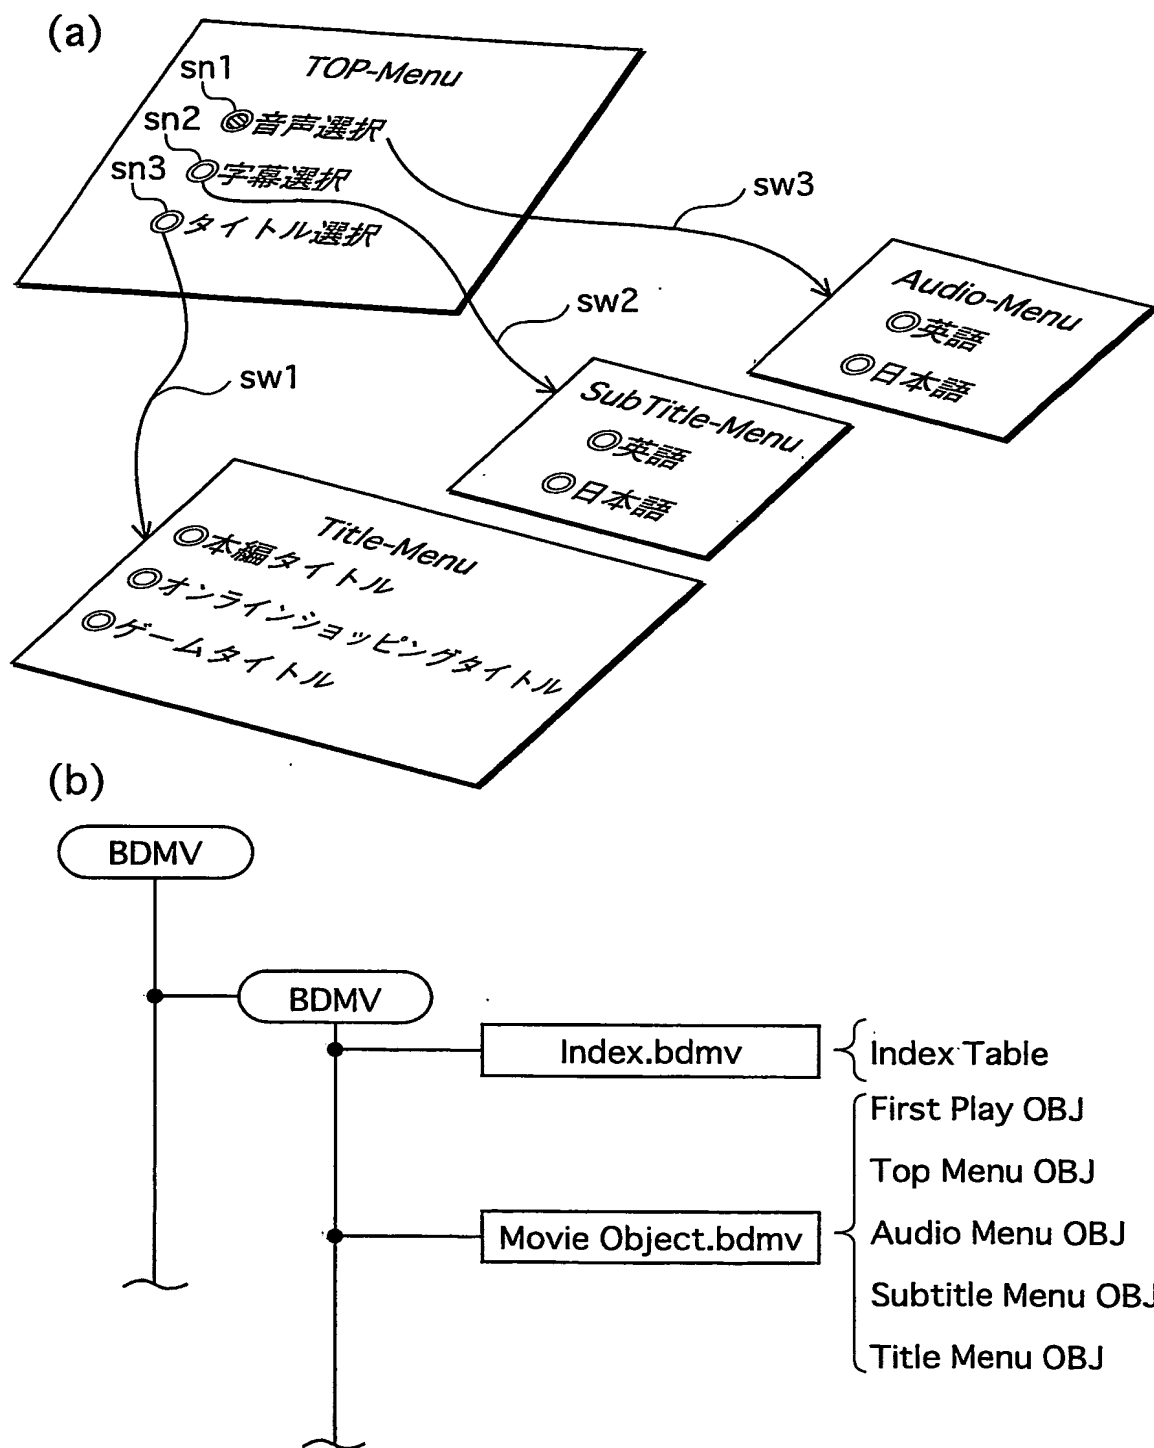 (a)
TOP-Menu
sn1
◎音声選択
sn2
◎字幕選択
sn3
◎タイトル選択
sw3
sw2
sw1
Audio-Menu
◎英語
◎日本語
SubTitle-Menu
◎英語
◎日本語
Title-Menu
◎本編タイトル
◎オンラインショッピングタイトル
◎ゲームタイトル
(b)
BDMV
BDMV
Index.bdmv
Index Table
First Play OBJ
Top Menu OBJ
Movie Object.bdmv
Audio Menu OBJ
Subtitle Menu OBJ
Title Menu OBJ